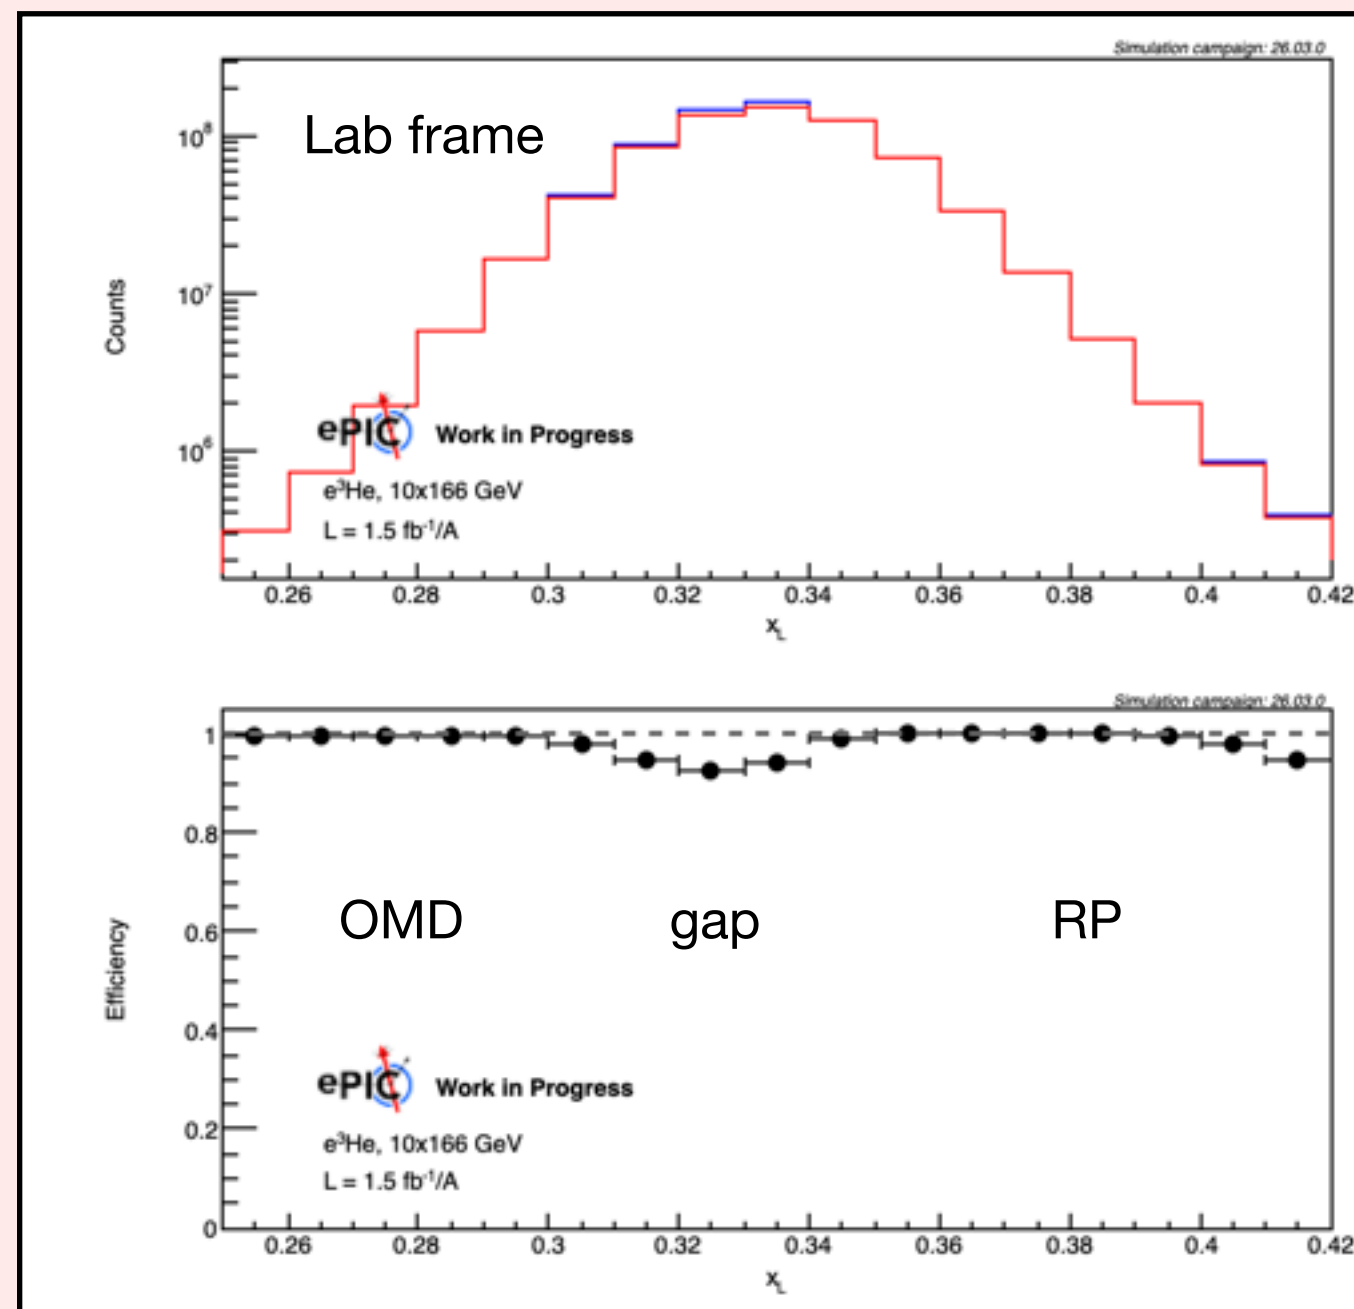 Simulation campaign: 26.03.0
Lab frame
10⁸
10⁷
10⁶
Counts
ePIC Work in Progress
e³He, 10x166 GeV
L = 1.5 fb⁻¹/A
0.26 0.28 0.3 0.32 0.34 0.36 0.38 0.4 0.42
x_L
Simulation campaign: 26.03.0
1
0.8
0.6
0.4
0.2
0
Efficiency
OMD gap RP
ePIC Work in Progress
e³He, 10x166 GeV
L = 1.5 fb⁻¹/A
0.26 0.28 0.3 0.32 0.34 0.36 0.38 0.4 0.42
x_L